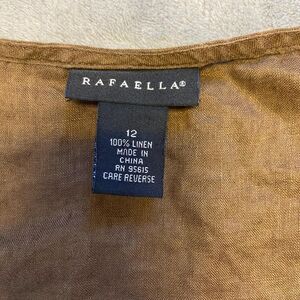 RAFAELLA®
12
100% LINEN
MADE IN
CHINA
RN 95615
CARE REVERSE